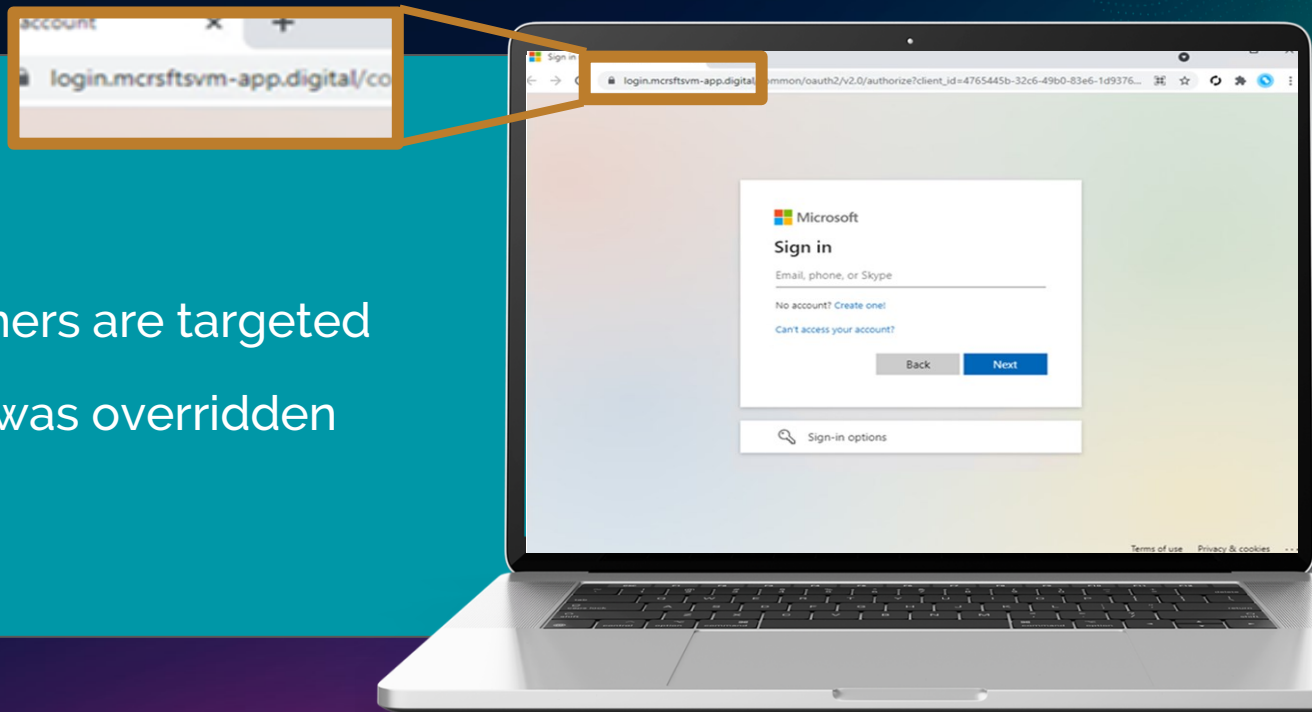 account × +
login.mcrsftsvm-app.digital/co
Sign in
login.mcrsftsvm-app.digital ommon/oauth2/v2.0/authorize?client_id=4765445b-32c6-49b0-83e6-1d9376...
Microsoft
Sign in
Email, phone, or Skype
No account? Create one!
Can't access your account?
Back Next
Sign-in options
Terms of use Privacy & cookies ...
hers are targeted
was overridden